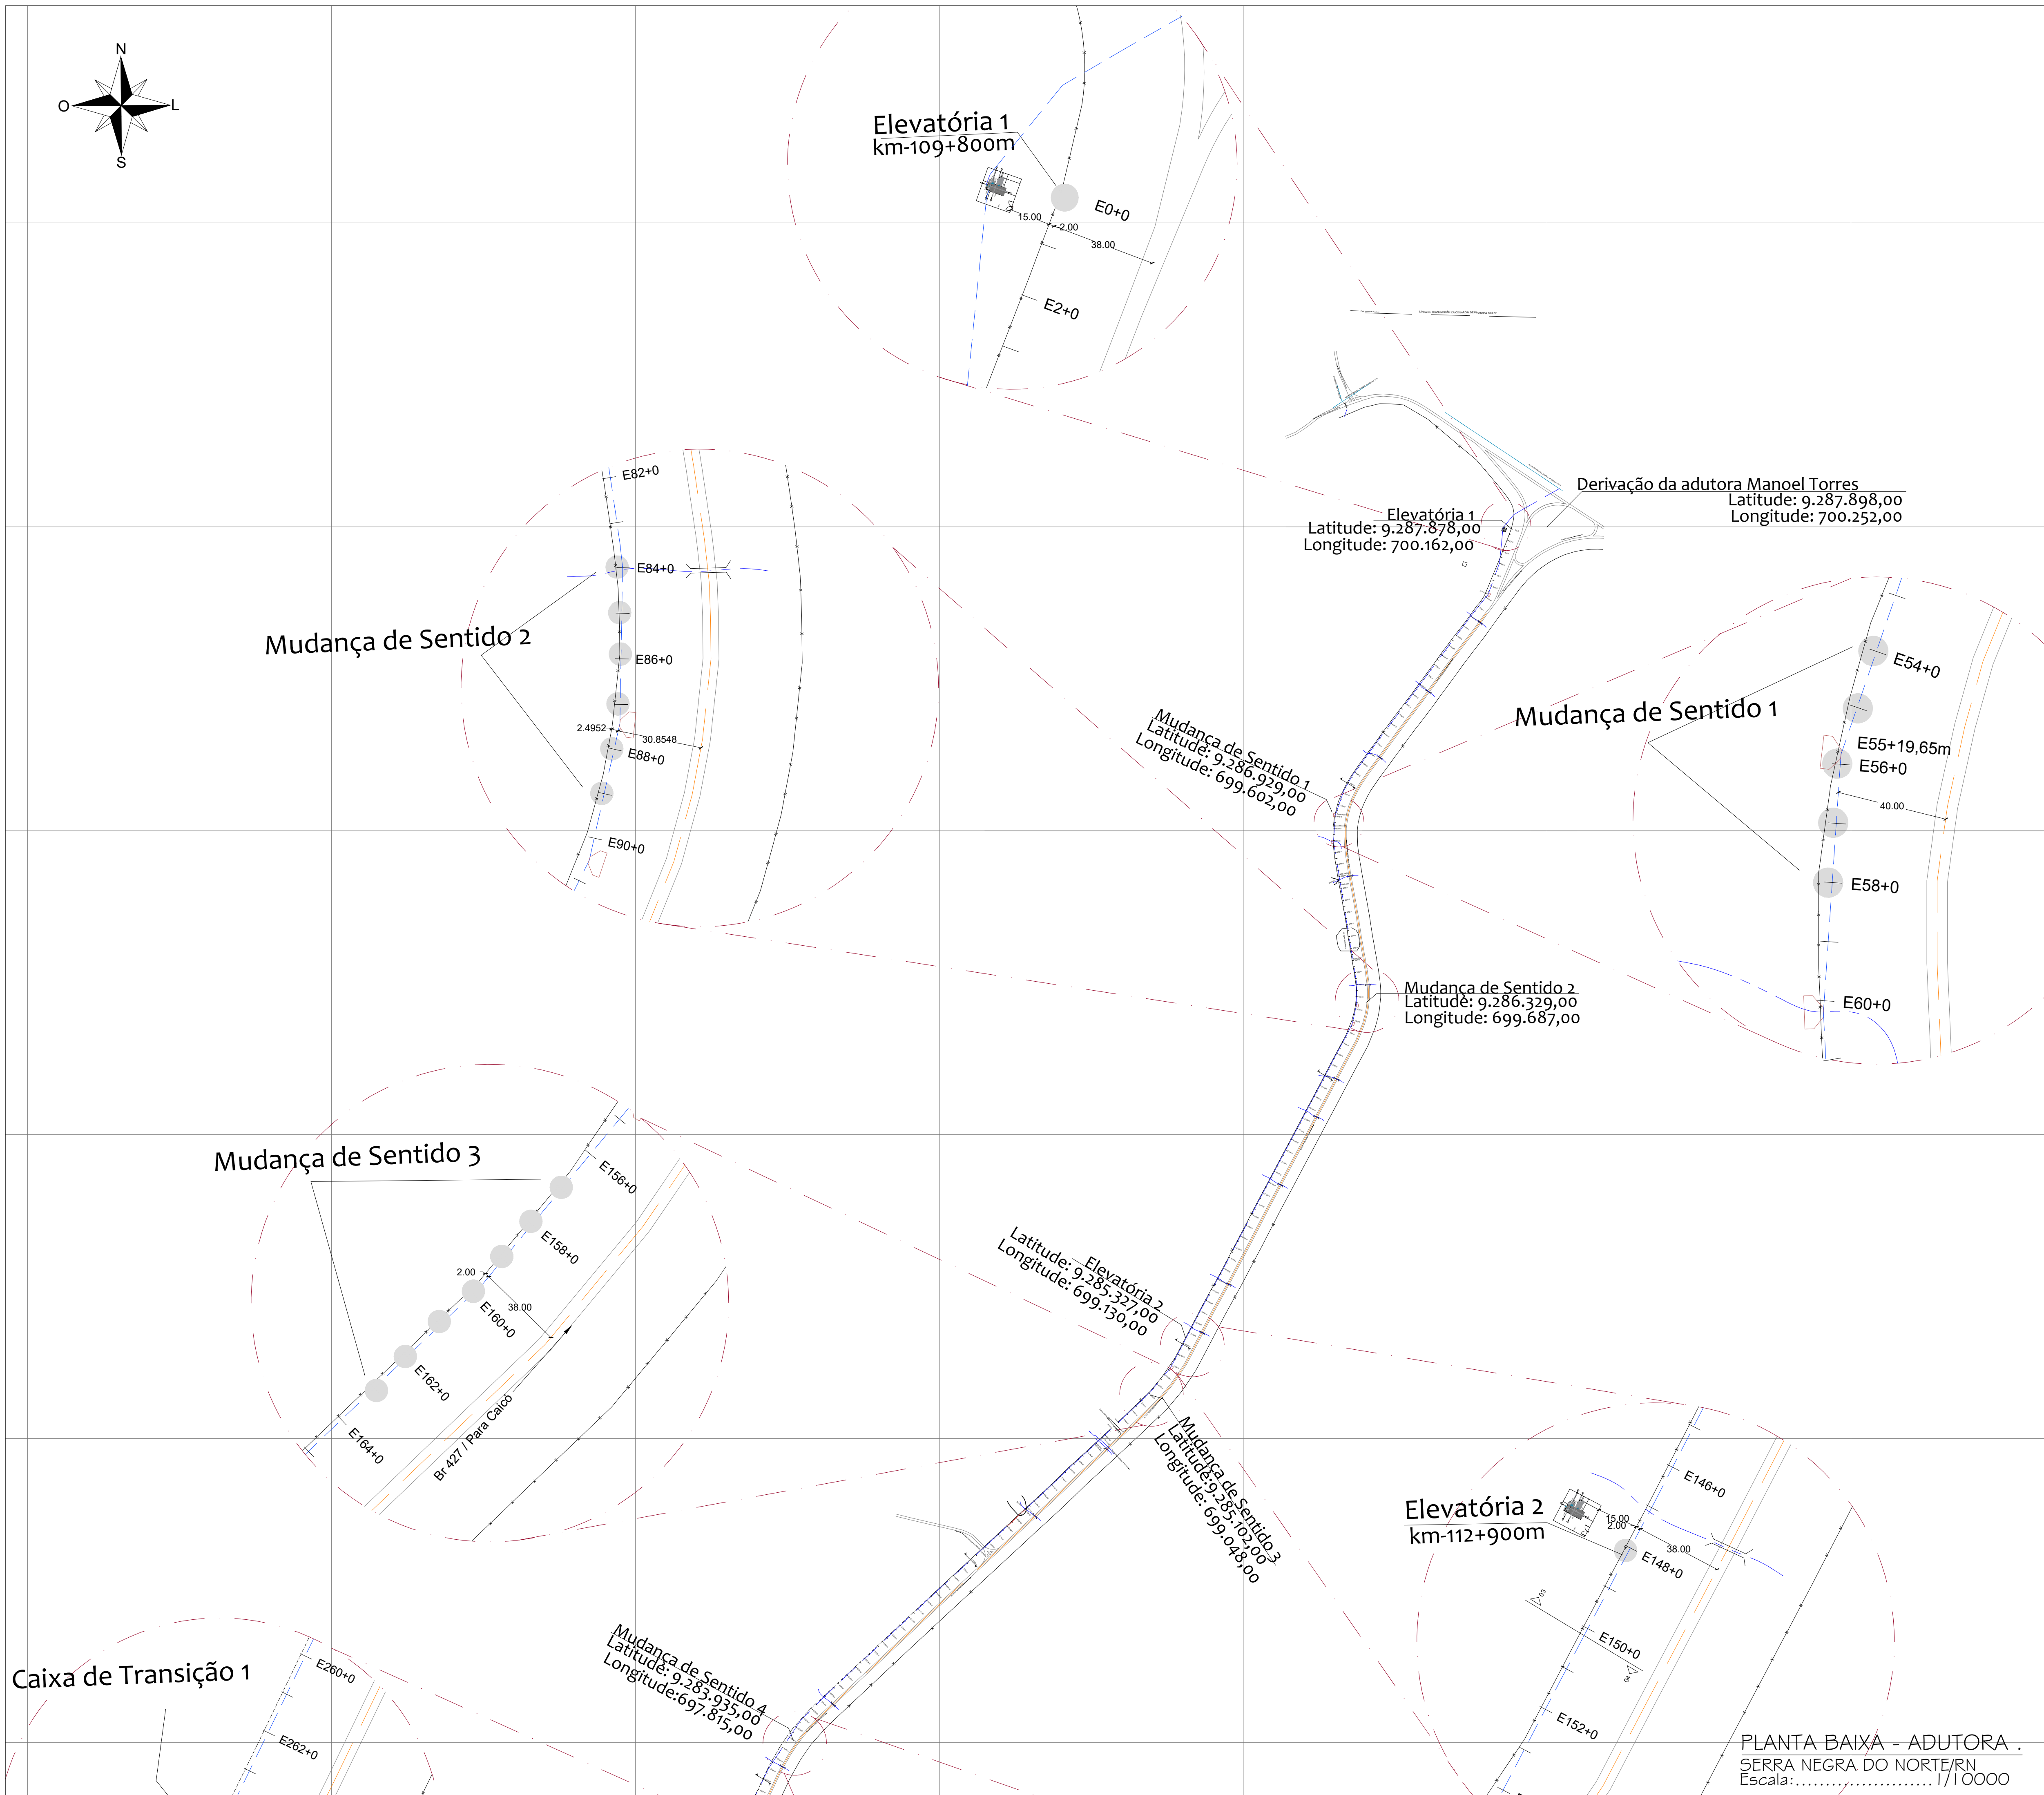 N
O
L
S
Elevatória 1
km-109+800m
E0+0
15.00
2.00
38.00
E2+0
Derivação da adutora Manoel Torres
Latitude: 9.287.898,00
Longitude: 700.252,00
Elevatória 1
Latitude: 9.287.878,00
Longitude: 700.162,00
E82+0
E84+0
Mudança de Sentido 2
E86+0
2.4952
30.8548
E88+0
E90+0
Mudança de Sentido 1
E54+0
E55+19,65m
E56+0
40.00
E58+0
E60+0
Mudança de Sentido 1
Latitude: 9.286.929,00
Longitude: 699.602,00
Mudança de Sentido 2
Latitude: 9.286.329,00
Longitude: 699.687,00
Mudança de Sentido 3
E156+0
E158+0
2.00
38.00
E160+0
E162+0
E164+0
Br 427 / Para Caicó
Elevatória 2
Latitude: 9.285.327,00
Longitude: 699.130,00
Mudança de Sentido 3
Latitude:9.285.102,00
Longitude: 699.048,00
Elevatória 2
km-112+900m
E146+0
15.00
2.00
38.00
E148+0
03
E150+0
E152+0
Mudança de Sentido 4
Latitude: 9.283.935,00
Longitude:697.815,00
Caixa de Transição 1
E260+0
E262+0
PLANTA BAIXA - ADUTORA .
SERRA NEGRA DO NORTE/RN
Escala:.......................1/10000